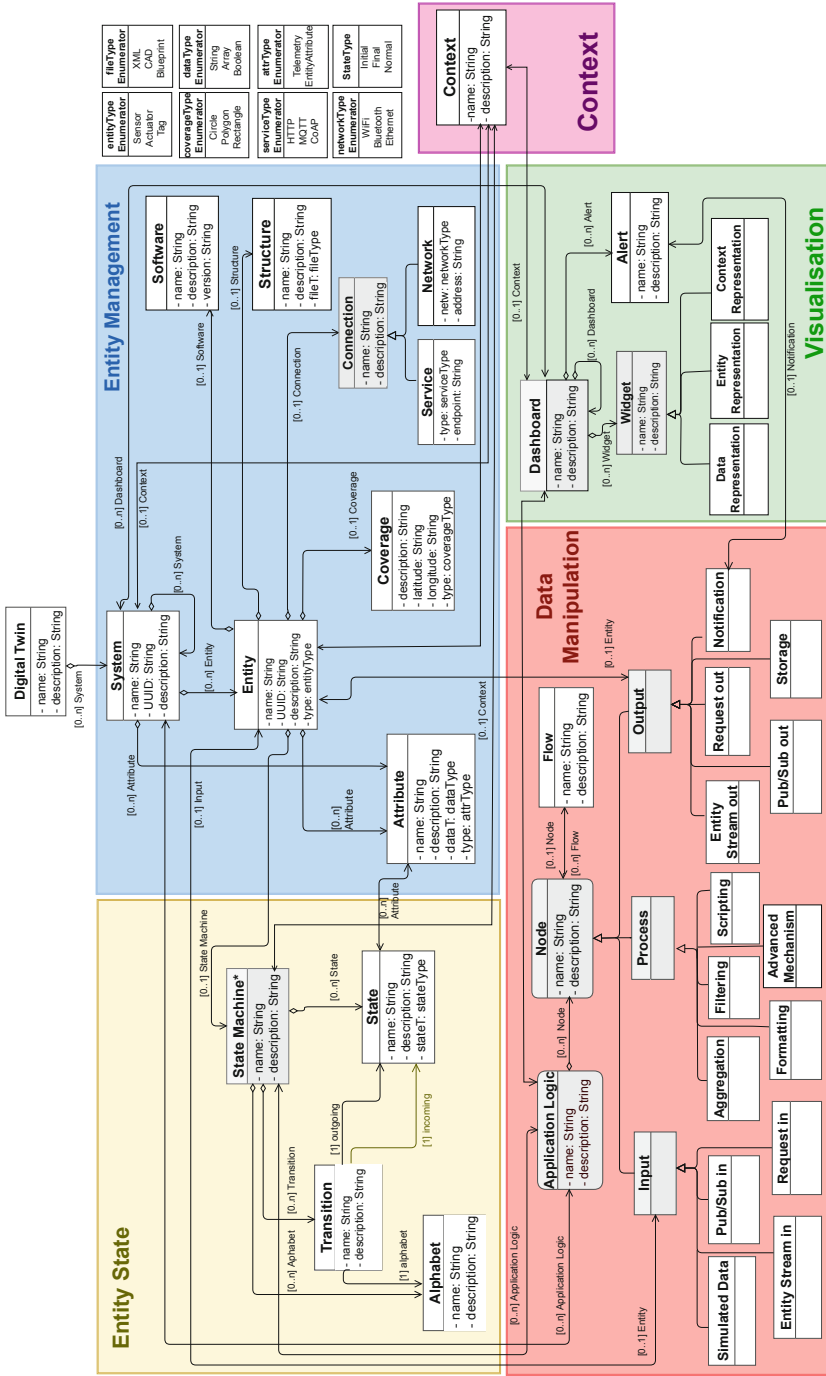 Digital Twin
- name: String
- description: String
[0..n] System
Entity Management
System
- name: String
- UUID: String
- description: String
[0..n] Dashboard
[0..1] Context
[0..n] System
[0..n] Attribute
[0..1] Input
[0..n] Entity
Entity
- name: String
- UUID: String
- description: String
- type: entityType
[0..1] Software
Software
- name: String
- description: String
- version: String
[0..1] Structure
Structure
- name: String
- description: String
- fileT: fileType
[0..1] Connection
Connection
- name: String
- description: String
Service
- type: serviceType
- endpoint: String
Network
- netw: networkType
- address: String
[0..1] Coverage
Coverage
- description: String
- latitude: String
- longitude: String
- type: coverageType
[0..n]
Attribute
Attribute
- name: String
- description: String
- dataT: dataType
- type: attrType
[0..1] Context
entityType
Enumerator
Sensor
Actuator
Tag
fileType
Enumerator
XML
CAD
Blueprint
coverageType
Enumerator
Circle
Polygon
Rectangle
dataType
Enumerator
String
Array
Boolean
serviceType
Enumerator
HTTP
MQTT
CoAP
attrType
Enumerator
Telemetry
EntityAttribute
networkType
Enumerator
WIFI
Bluetooth
Ethernet
StateType
Initial
Final
Normal
Context
-name: String
- description: String
Context
Entity State
[0..1] State Machine
State Machine*
- name: String
- description: String
[0..n] State
[0..n]
Attribute
State
- name: String
- description: String
- stateT: stateType
[0..n] Aphabet
[0..n] Transition
Transition
- name: String
- description: String
[1] outgoing
[1] incoming
[1] alphabet
Alphabet
- name: String
- description: String
Data
Manipulation
[0..n] Application Logic
[0..n] Application Logic
[0..1] Entity
Application Logic
- name: String
- description: String
[0..n] Node
Node
- name: String
- description: String
[0..1] Node
[0..n] Flow
Flow
- name: String
- description: String
[0..1] Entity
Input
Process
Output
Simulated Data
Pub/Sub in
Entity Stream in
Request in
Aggregation
Filtering
Scripting
Formatting
Advanced
Mechanism
Entity
Stream out
Request out
Notification
Pub/Sub out
Storage
Visualisation
[0..1] Context
Dashboard
- name: String
- description: String
[0..n] Dashboard
[0..n] Widget
[0..n] Alert
Alert
- name: String
- description: String
Widget
- name: String
- description: String
Data
Representation
Entity
Representation
Context
Representation
[0..1] Notification